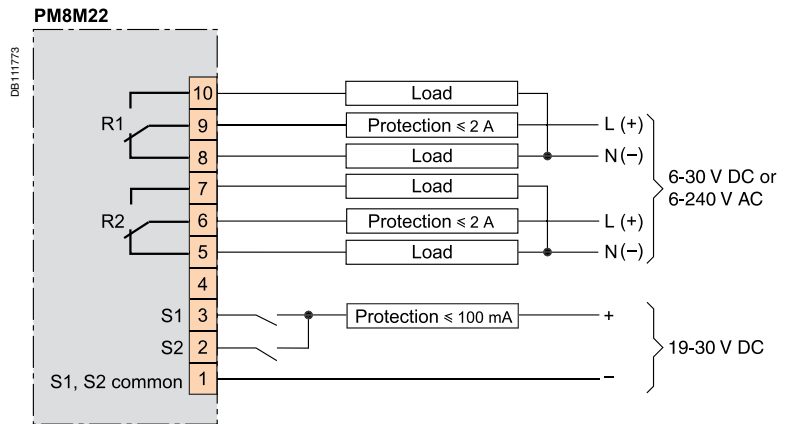 PM8M22
DB111773
10 Load
R1 9 Protection ≤ 2 A L (+)
8 Load N(−)
7 Load
6-30 V DC or
6-240 V AC
R2 6 Protection ≤ 2 A L (+)
5 Load N(−)
4
S1 3 Protection ≤ 100 mA +
S2 2
19-30 V DC
S1, S2 common 1 −